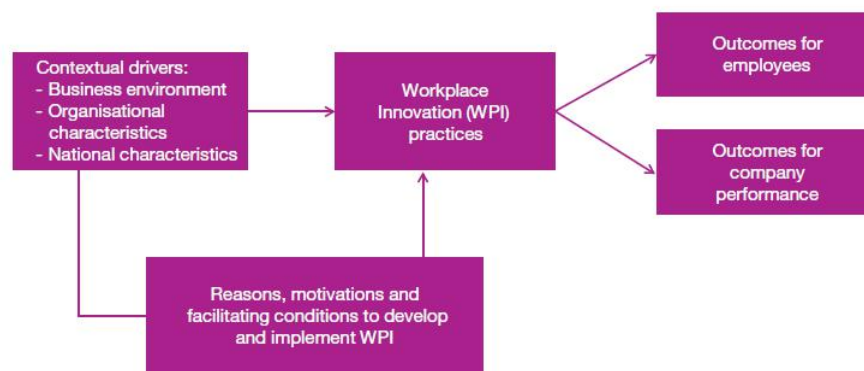 Contextual drivers:
- Business environment
- Organisational
characteristics
- National characteristics
Workplace
Innovation (WPI)
practices
Outcomes for
employees
Outcomes for
company
performance
Reasons, motivations and
facilitating conditions to develop
and implement WPI